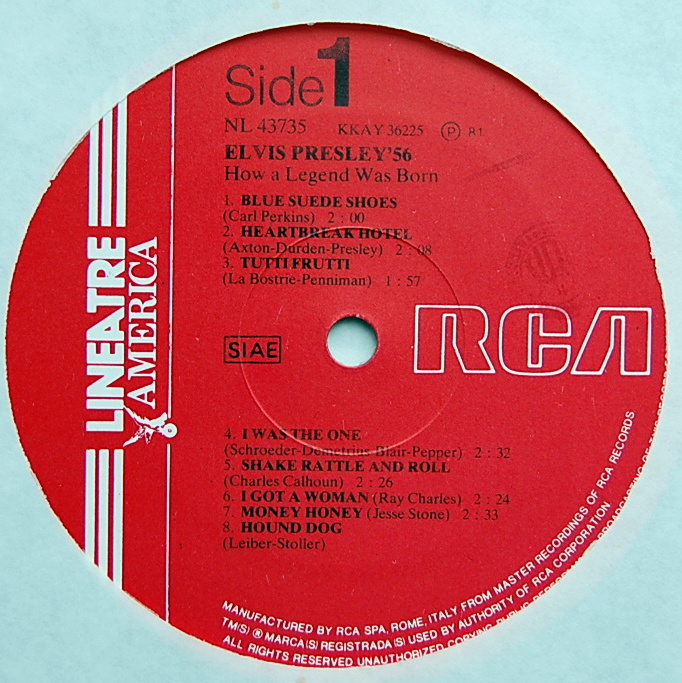 Side 1
NL 43735 KKAY 36225 Ⓟ 81
ELVIS PRESLEY'56
How a Legend Was Born
1. BLUE SUEDE SHOES
(Carl Perkins) 2 : 00
2. HEARTBREAK HOTEL
(Axton-Durden-Presley) 2 : 08
3. TUTTI FRUTTI
(La Bostrie-Penniman) 1 : 57
LINEATRE
AMERICA
SIAE
RCA
4. I WAS THE ONE
(Schroeder-Demetrius-Blair-Pepper) 2 : 32
5. SHAKE RATTLE AND ROLL
(Charles Calhoun) 2 : 26
6. I GOT A WOMAN (Ray Charles) 2 : 24
7. MONEY HONEY (Jesse Stone) 2 : 33
8. HOUND DOG
(Leiber-Stoller)
MANUFACTURED BY RCA SPA, ROME, ITALY FROM MASTER RECORDINGS OF RCA RECORDS
TM(S) ® MARCA(S) REGISTRADA(S) USED BY AUTHORITY OF RCA CORPORATION
ALL RIGHTS RESERVED UNAUTHORIZED COPYING PUBLIC